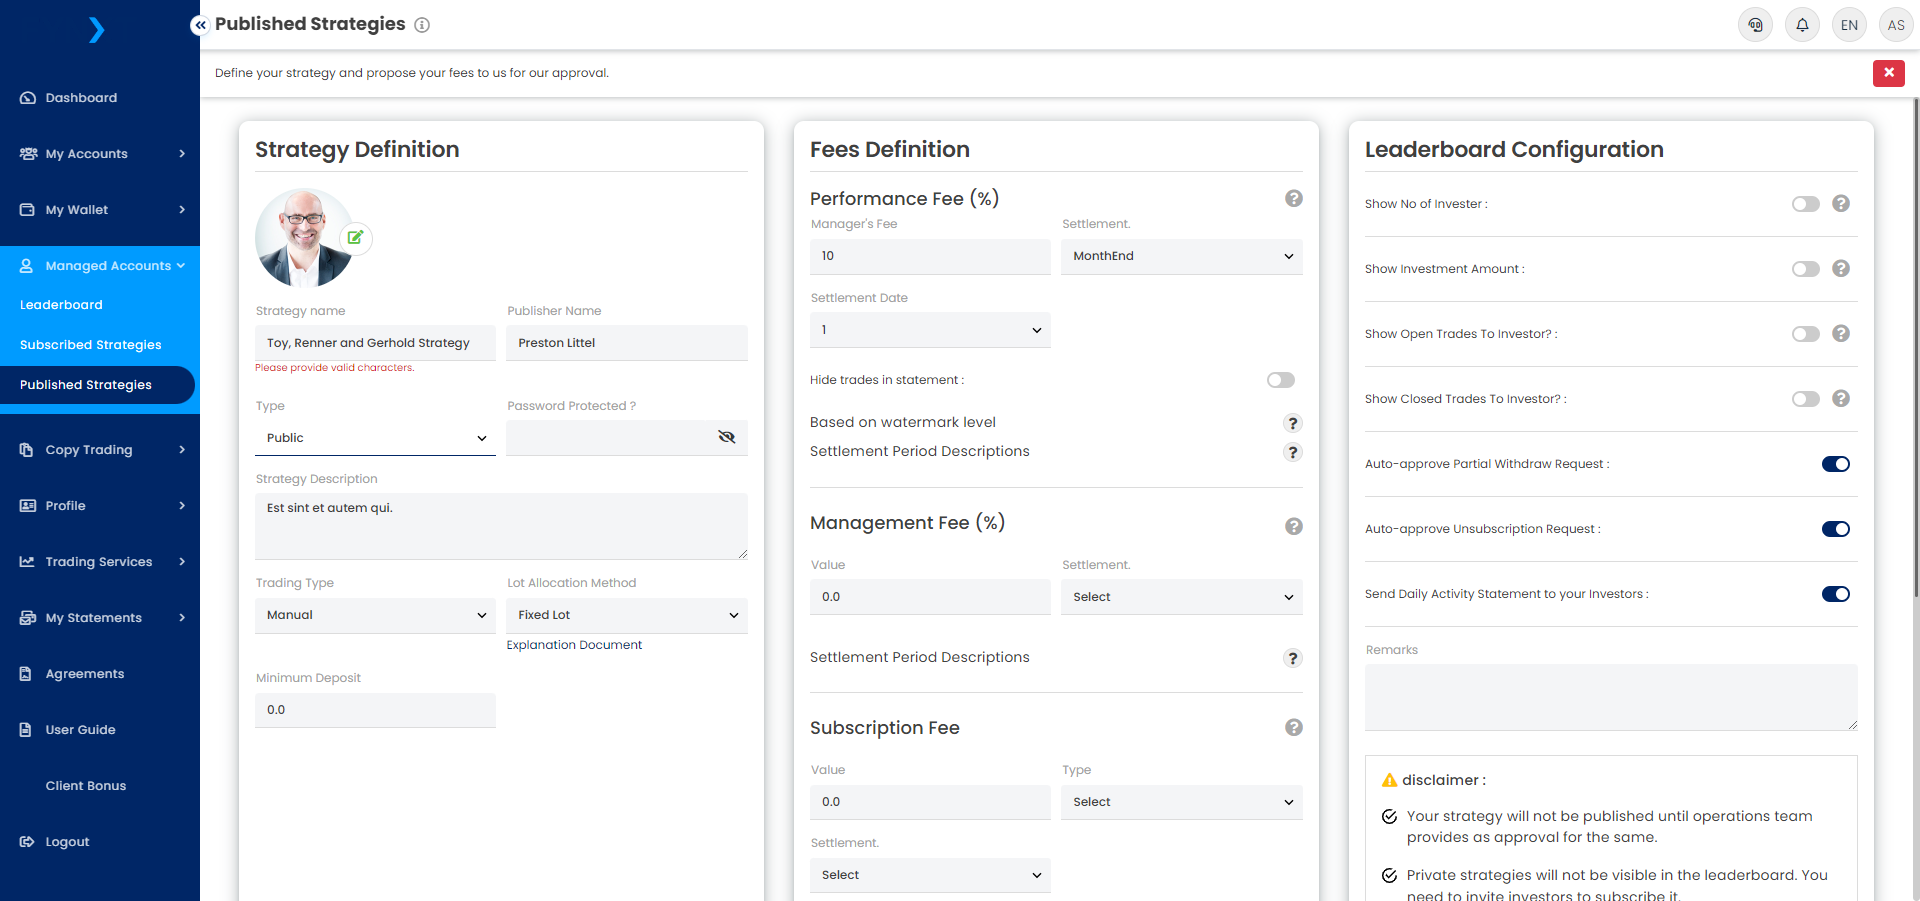 Published Strategies
EN
AS
Define your strategy and propose your fees to us for our approval.
Dashboard
My Accounts
My Wallet
Managed Accounts
Leaderboard
Subscribed Strategies
Published Strategies
Copy Trading
Profile
Trading Services
My Statements
Agreements
User Guide
Client Bonus
Logout
Strategy Definition
Strategy name
Publisher Name
Toy, Renner and Gerhold Strategy
Preston Littel
Please provide valid characters.
Type
Password Protected ?
Public
Strategy Description
Est sint et autem qui.
Trading Type
Lot Allocation Method
Manual
Fixed Lot
Explanation Document
Minimum Deposit
0.0
Fees Definition
Performance Fee (%)
Manager's Fee
Settlement.
10
MonthEnd
Settlement Date
1
Hide trades in statement :
Based on watermark level
Settlement Period Descriptions
Management Fee (%)
Value
Settlement.
0.0
Select
Settlement Period Descriptions
Subscription Fee
Value
Type
0.0
Select
Settlement.
Select
Leaderboard Configuration
Show No of Invester :
Show Investment Amount :
Show Open Trades To Investor? :
Show Closed Trades To Investor? :
Auto-approve Partial Withdraw Request :
Auto-approve Unsubscription Request :
Send Daily Activity Statement to your Investors :
Remarks
disclaimer :
Your strategy will not be published until operations team
provides as approval for the same.
Private strategies will not be visible in the leaderboard. You
need to invite investors to subscribe it.